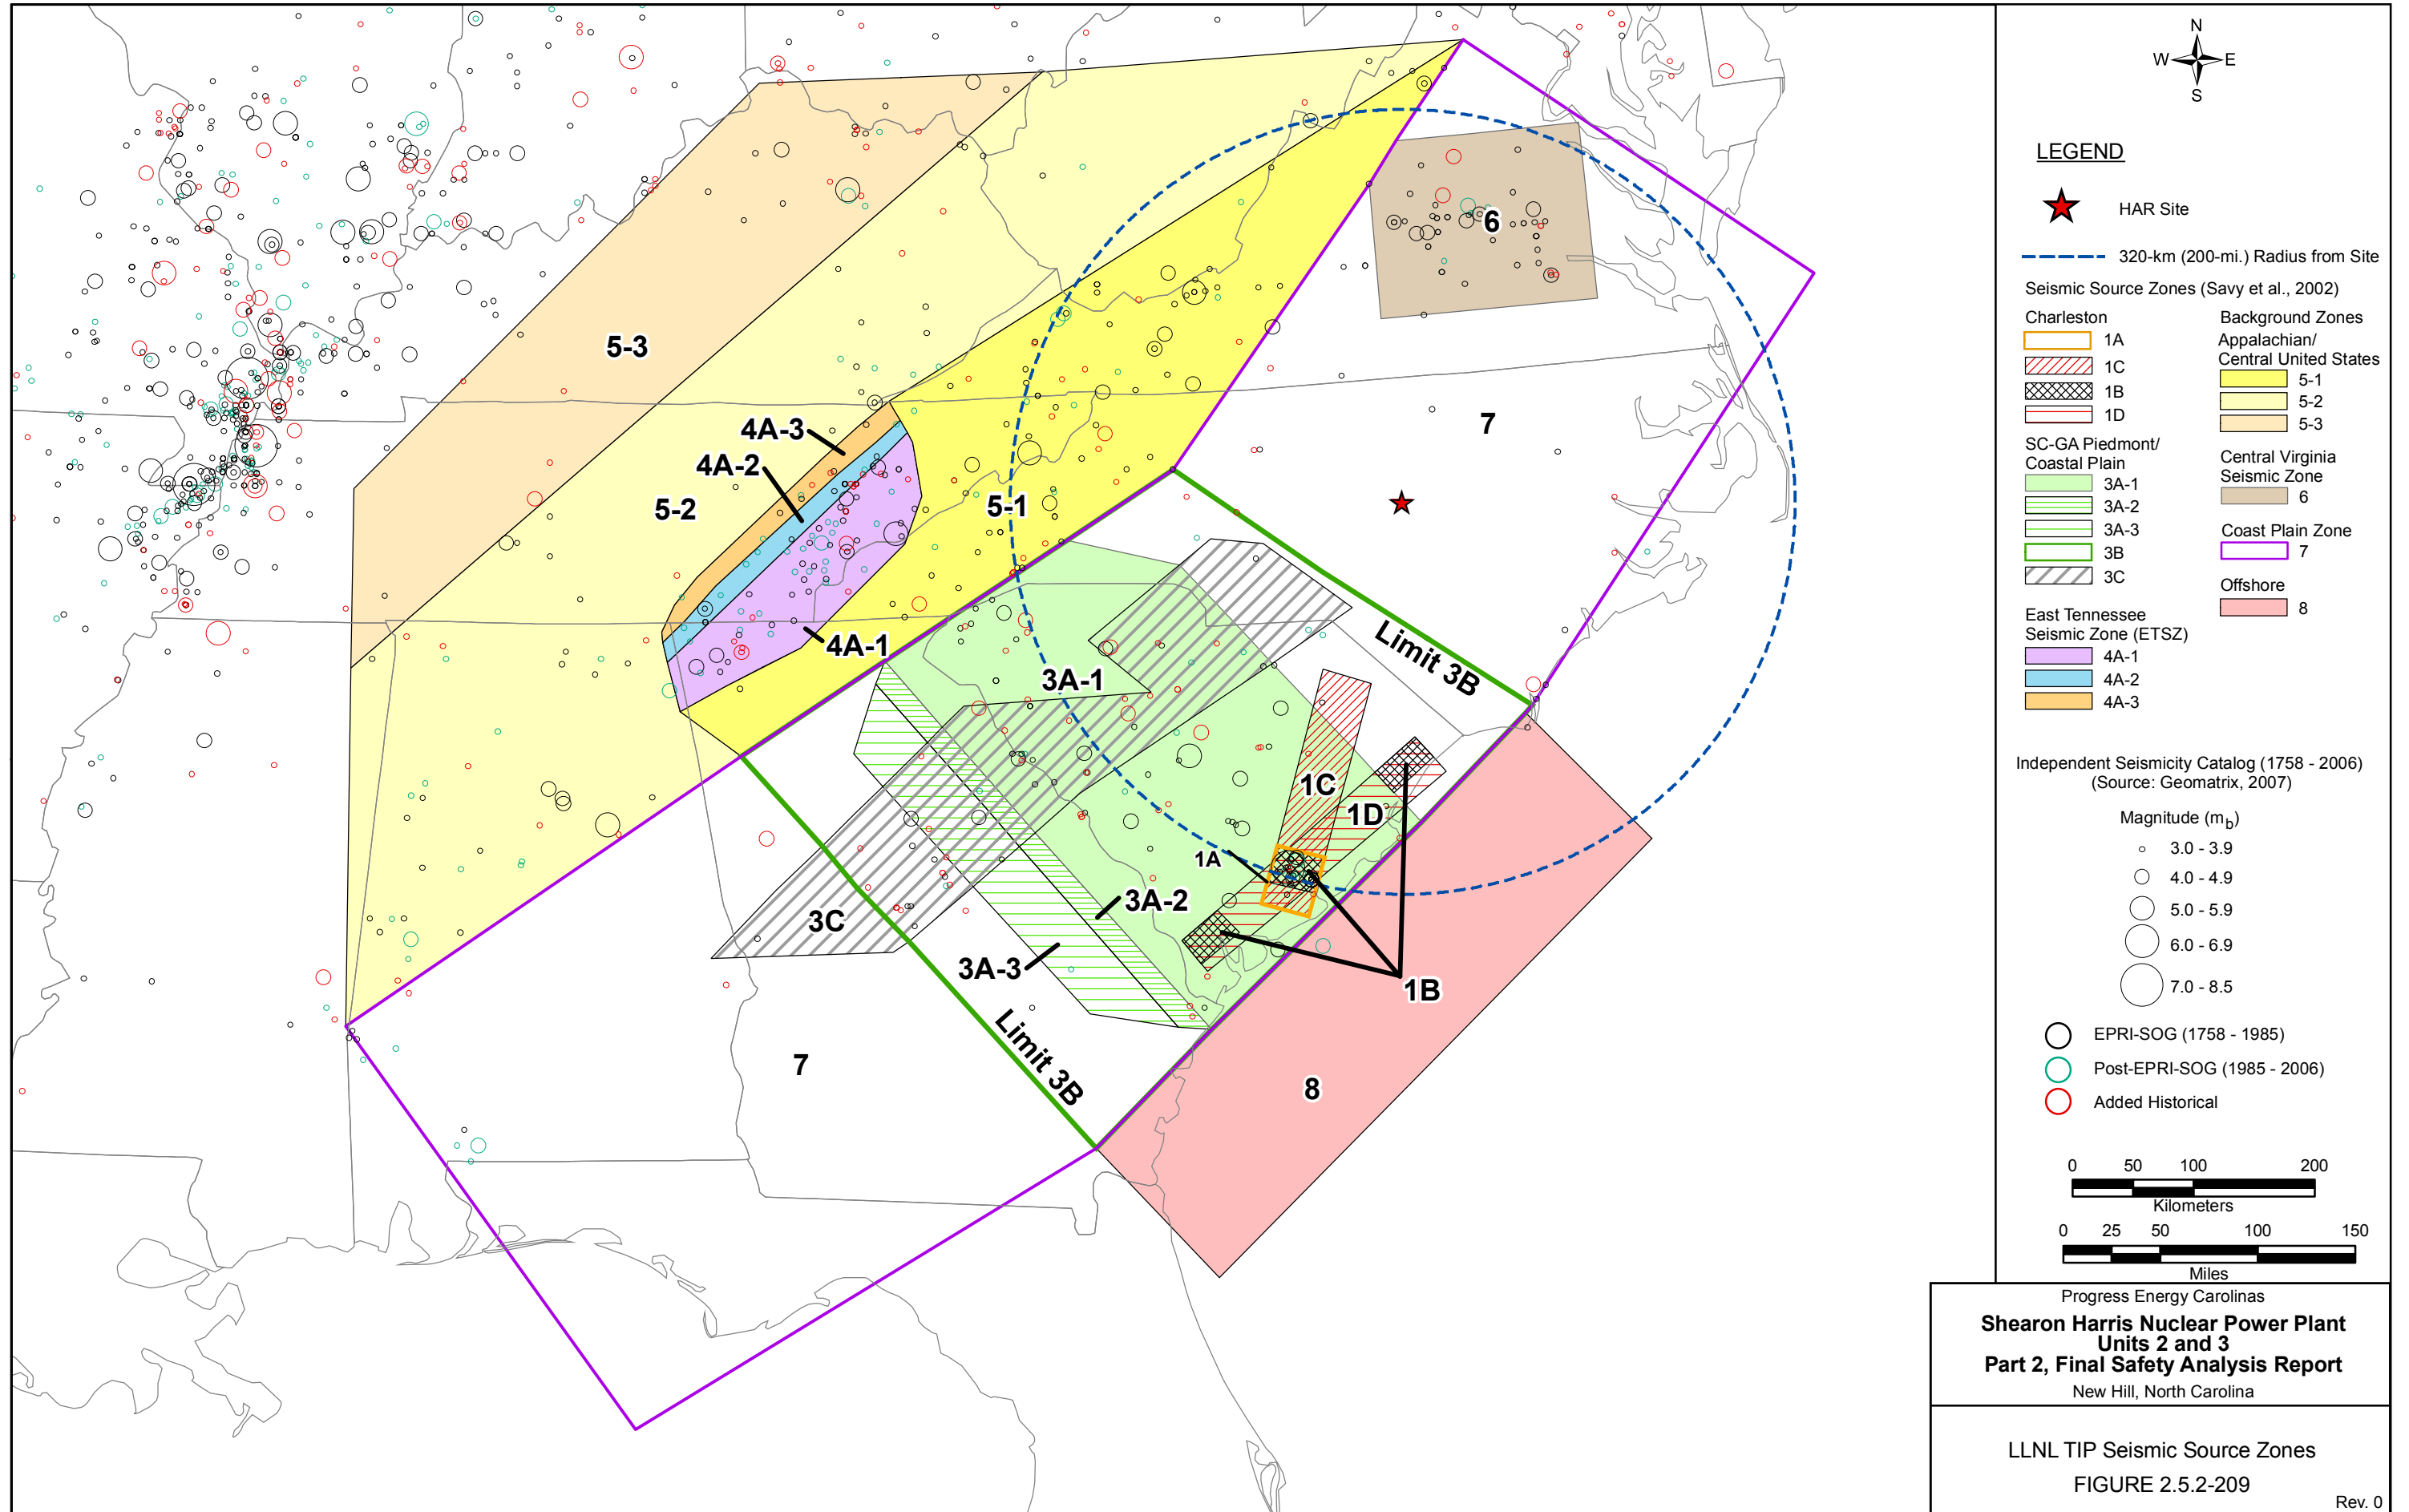 5-3
4A-3
4A-2
5-2
5-1
4A-1
6
7
3A-1
Limit 3B
1C
1D
1A
3A-2
3C
3A-3
1B
Limit 3B
7
8
N
W E
S
LEGEND
HAR Site
320-km (200-mi.) Radius from Site
Seismic Source Zones (Savy et al., 2002)
Charleston
1A
1C
1B
1D
SC-GA Piedmont/
Coastal Plain
3A-1
3A-2
3A-3
3B
3C
East Tennessee
Seismic Zone (ETSZ)
4A-1
4A-2
4A-3
Background Zones
Appalachian/
Central United States
5-1
5-2
5-3
Central Virginia
Seismic Zone
6
Coast Plain Zone
7
Offshore
8
Independent Seismicity Catalog (1758 - 2006)
(Source: Geomatrix, 2007)
Magnitude (mb)
3.0 - 3.9
4.0 - 4.9
5.0 - 5.9
6.0 - 6.9
7.0 - 8.5
EPRI-SOG (1758 - 1985)
Post-EPRI-SOG (1985 - 2006)
Added Historical
0 50 100 200
Kilometers
0 25 50 100 150
Miles
Progress Energy Carolinas
Shearon Harris Nuclear Power Plant
Units 2 and 3
Part 2, Final Safety Analysis Report
New Hill, North Carolina
LLNL TIP Seismic Source Zones
FIGURE 2.5.2-209
Rev. 0